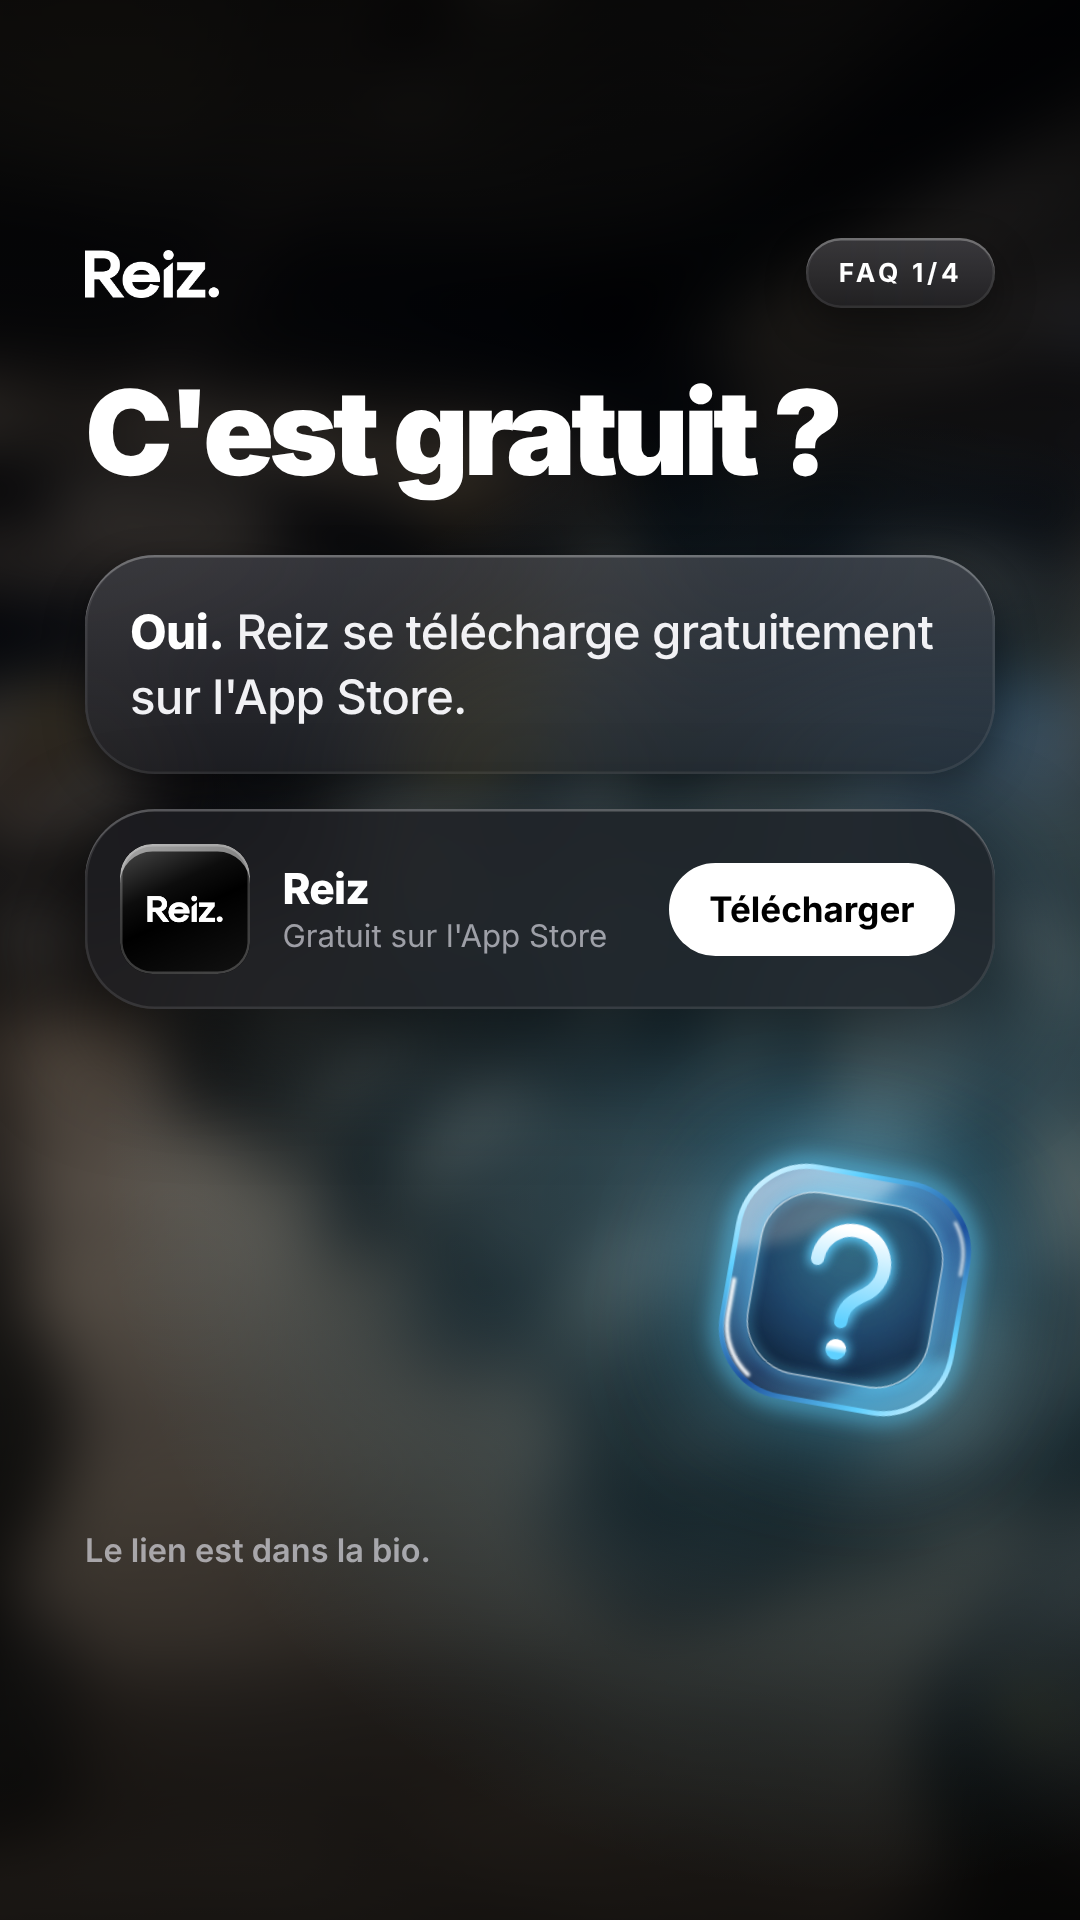 Reiz.
FAQ 1/4
C'est gratuit ?
Oui. Reiz se télécharge gratuitement
sur l'App Store.
Reiz.
Reiz
Gratuit sur l'App Store
Télécharger
?
Le lien est dans la bio.